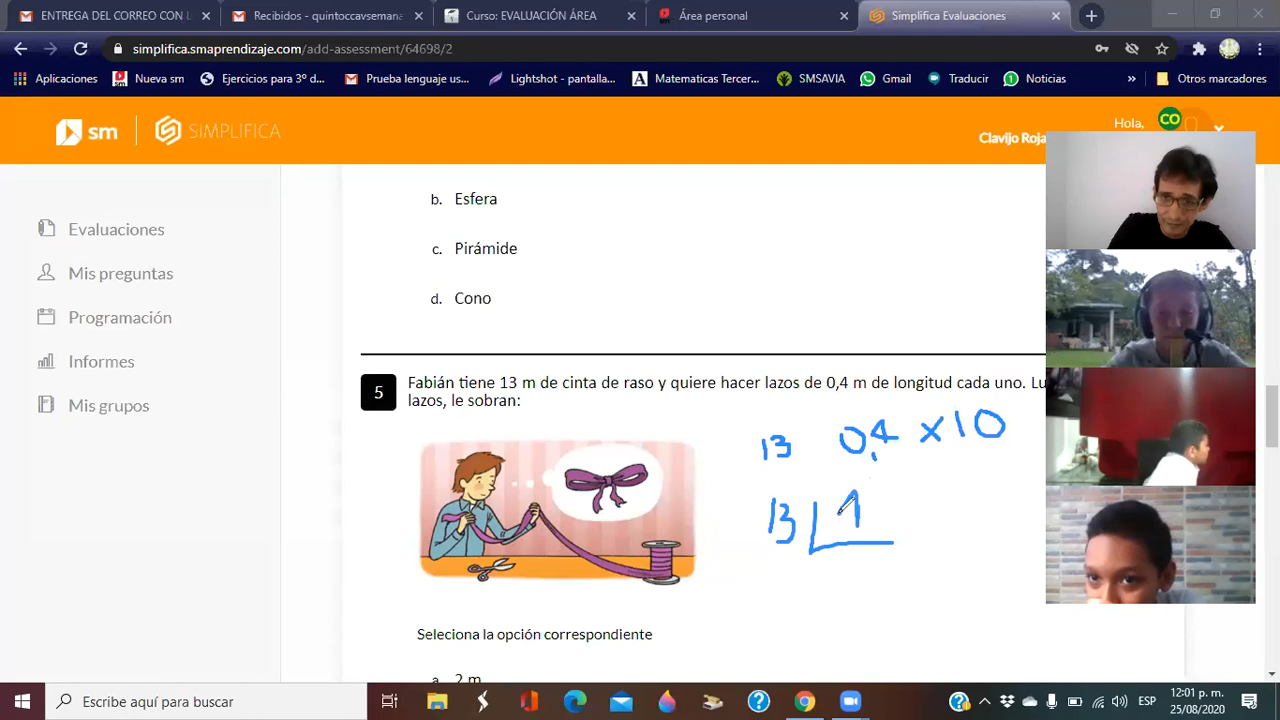 ENTREGA DEL CORREO CON L
Recibidos - quintoccavsemana
Curso: EVALUACIÓN ÁREA
Área personal
Simplifica Evaluaciones
simplifica.smaprendizaje.com/add-assessment/64698/2
Aplicaciones
Nueva sm
Ejercicios para 3º d...
Prueba lenguaje us...
Lightshot - pantalla...
Matematicas Tercer...
SMSAVIA
Gmail
Traducir
Noticias
»
Otros marcadores
sm
SIMPLIFICA
Hola,
CO
Clavijo Roja
Evaluaciones
Mis preguntas
Programación
Informes
Mis grupos
b. Esfera
c. Pirámide
d. Cono
5
Fabián tiene 13 m de cinta de raso y quiere hacer lazos de 0,4 m de longitud cada uno. Lu
lazos, le sobran:
13 0,4 x 10
13
Seleciona la opción correspondiente
a. 2 m
Escribe aquí para buscar
ESP
12:01 p. m.
25/08/2020